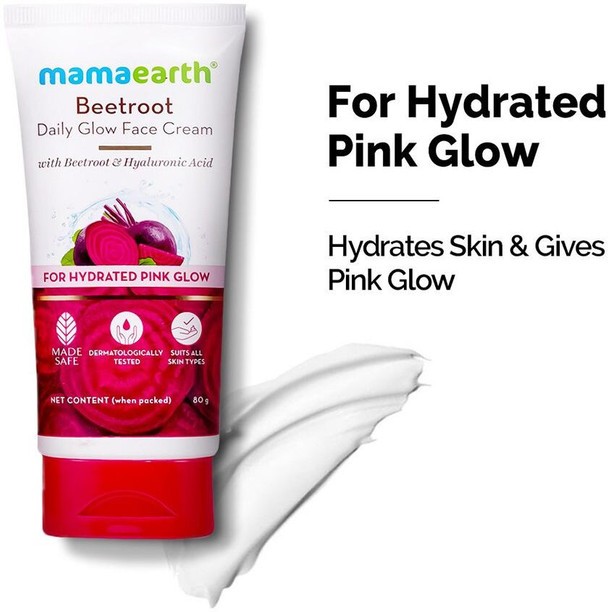 mamaearth®
Beetroot
Daily Glow Face Cream
with Beetroot & Hyaluronic Acid
FOR HYDRATED PINK GLOW
MADE
SAFE
DERMATOLOGICALLY
TESTED
SUITS ALL
SKIN TYPES
NET CONTENT (when packed) 80 g
For Hydrated
Pink Glow
Hydrates Skin & Gives
Pink Glow